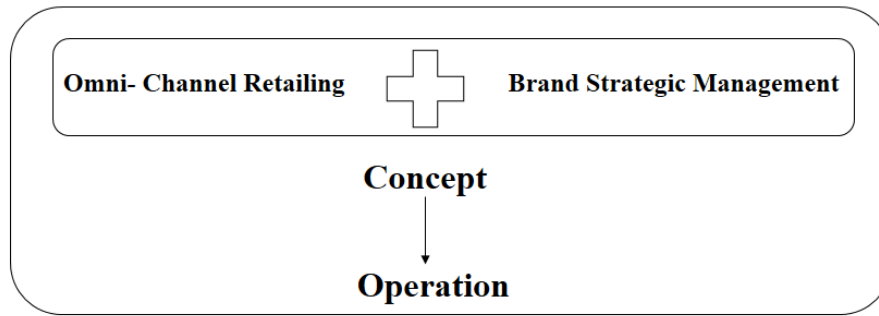 Omni- Channel Retailing
Brand Strategic Management
Concept
Operation